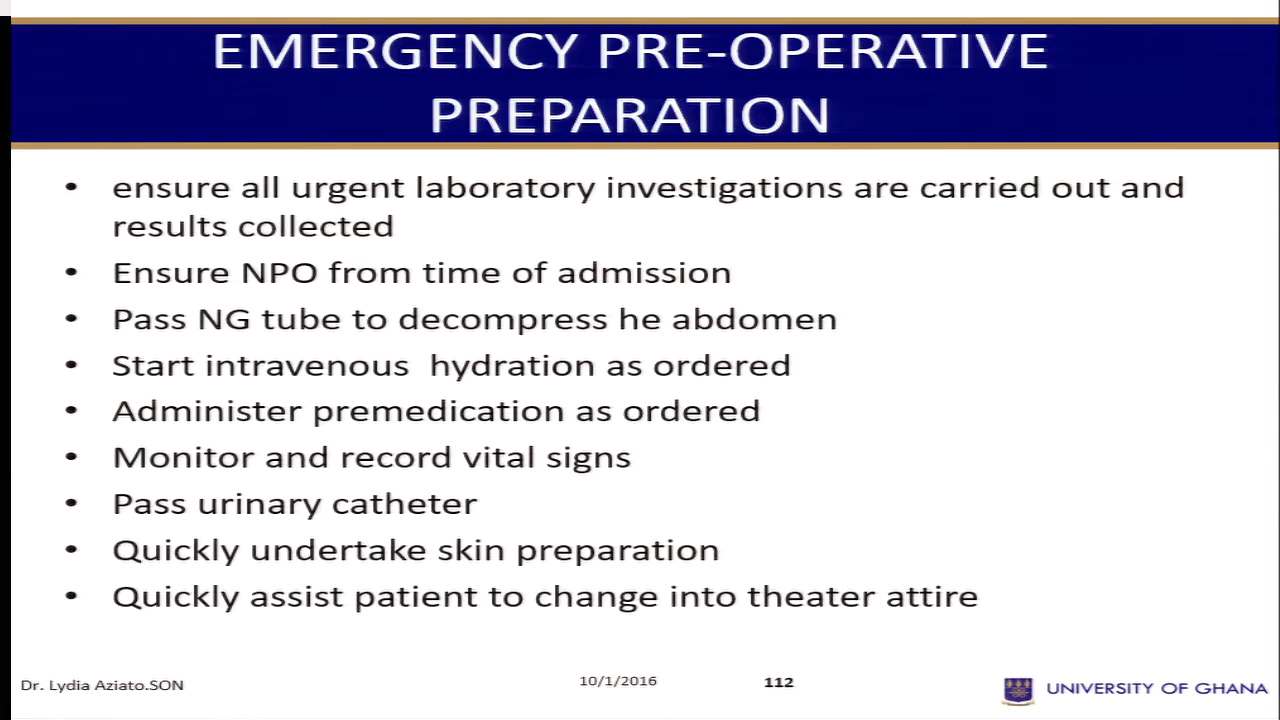 EMERGENCY PRE-OPERATIVE
PREPARATION
• ensure all urgent laboratory investigations are carried out and
results collected
• Ensure NPO from time of admission
• Pass NG tube to decompress he abdomen
• Start intravenous  hydration as ordered
• Administer premedication as ordered
• Monitor and record vital signs
• Pass urinary catheter
• Quickly undertake skin preparation
• Quickly assist patient to change into theater attire
Dr. Lydia Aziato.SON
10/1/2016
112
UNIVERSITY OF GHANA